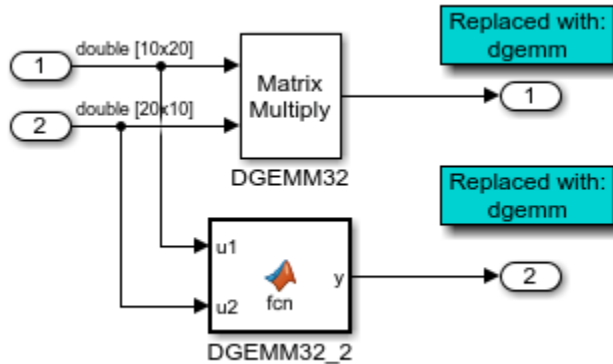 Replaced with:
dgemm
1
double [10x20]
Matrix
Multiply
1
2
double [20x10]
DGEMM32
Replaced with:
dgemm
u1
fcn
y
u2
2
DGEMM32_2